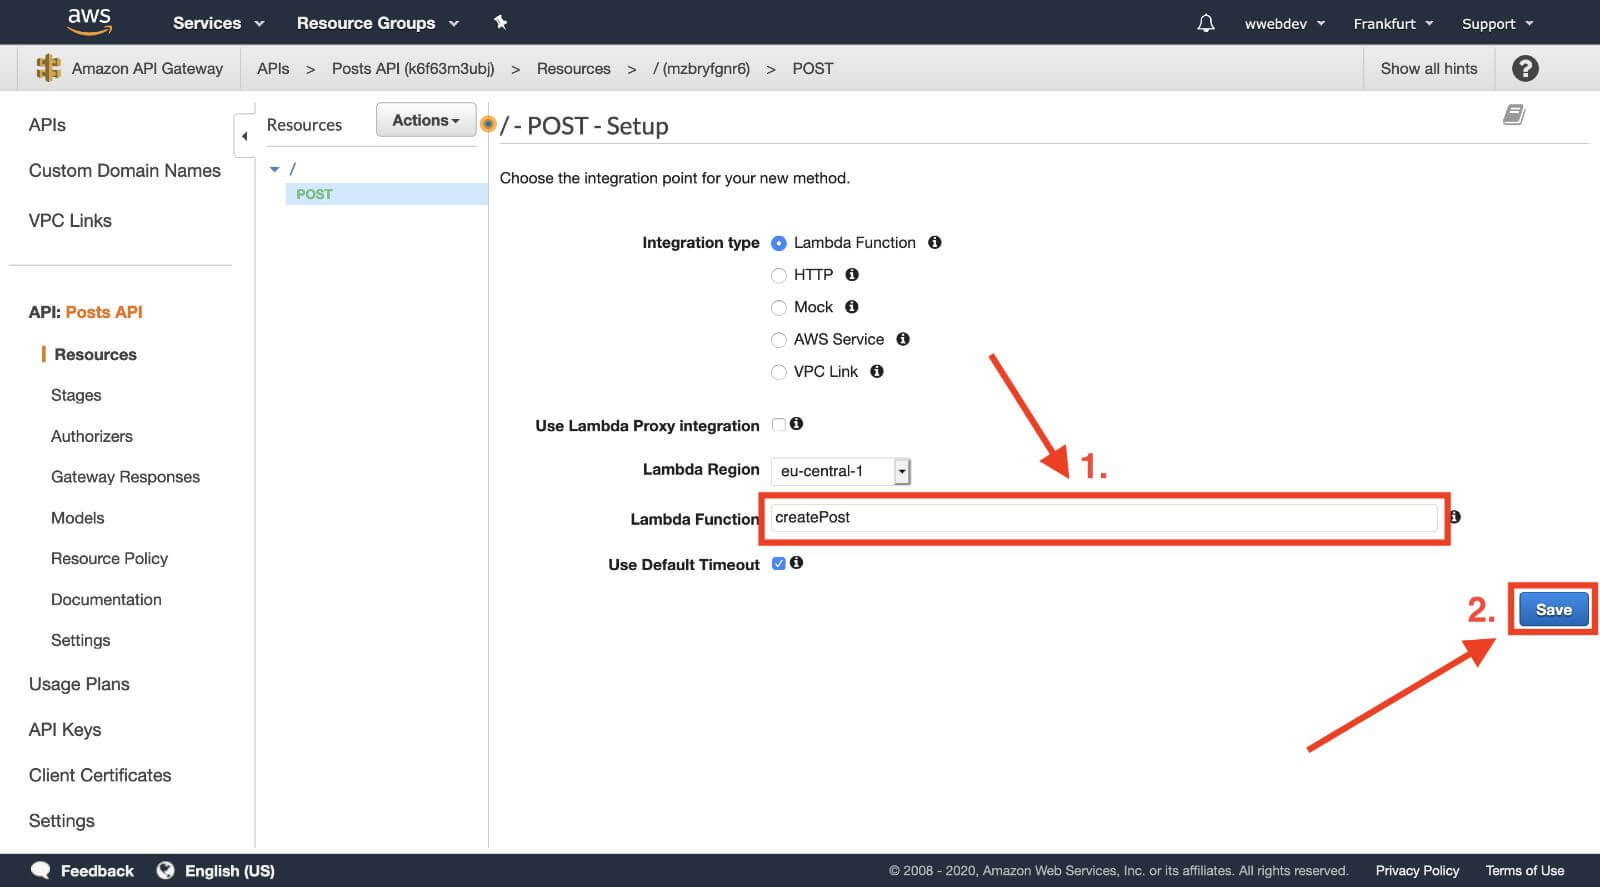 aws Services Resource Groups wwebdev Frankfurt Support
Amazon API Gateway APIs > Posts API (k6f63m3ubj) > Resources > / (mzbryfgnr6) > POST Show all hints ?
APIs
Custom Domain Names
VPC Links
API: Posts API
Resources
Stages
Authorizers
Gateway Responses
Models
Resource Policy
Documentation
Settings
Usage Plans
API Keys
Client Certificates
Settings
Resources Actions
/
POST
/ - POST - Setup
Choose the integration point for your new method.
Integration type Lambda Function
HTTP
Mock
AWS Service
VPC Link
Use Lambda Proxy integration
Lambda Region eu-central-1
1.
Lambda Function createPost
Use Default Timeout
2. Save
Feedback English (US) © 2008 - 2020, Amazon Web Services, Inc. or its affiliates. All rights reserved. Privacy Policy Terms of Use